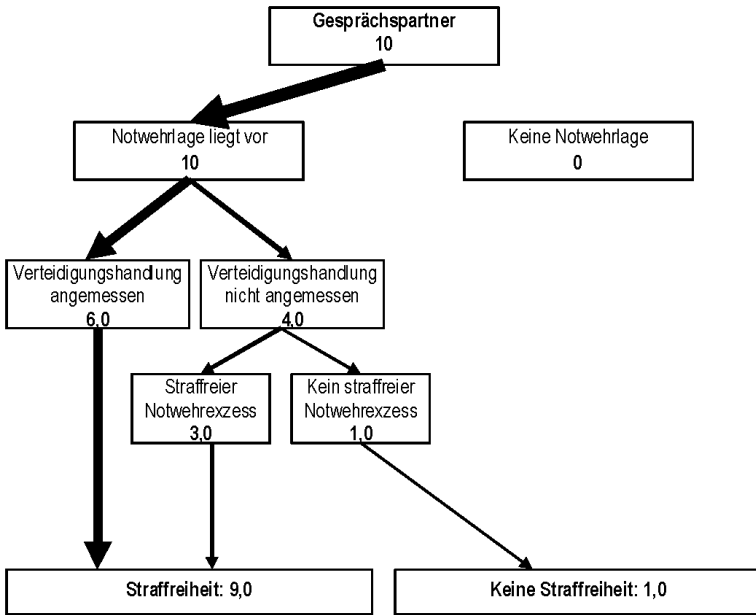 Gesprächspartner
10
Notwehrlage liegt vor
10
Keine Notwehrlage
0
Verteidigungshandlung
angemessen
6,0
Verteidigungshandlung
nicht angemessen
4,0
Straffreier
Notwehrexzess
3,0
Kein straffreier
Notwehrexzess
1,0
Straffreiheit: 9,0
Keine Straffreiheit: 1,0